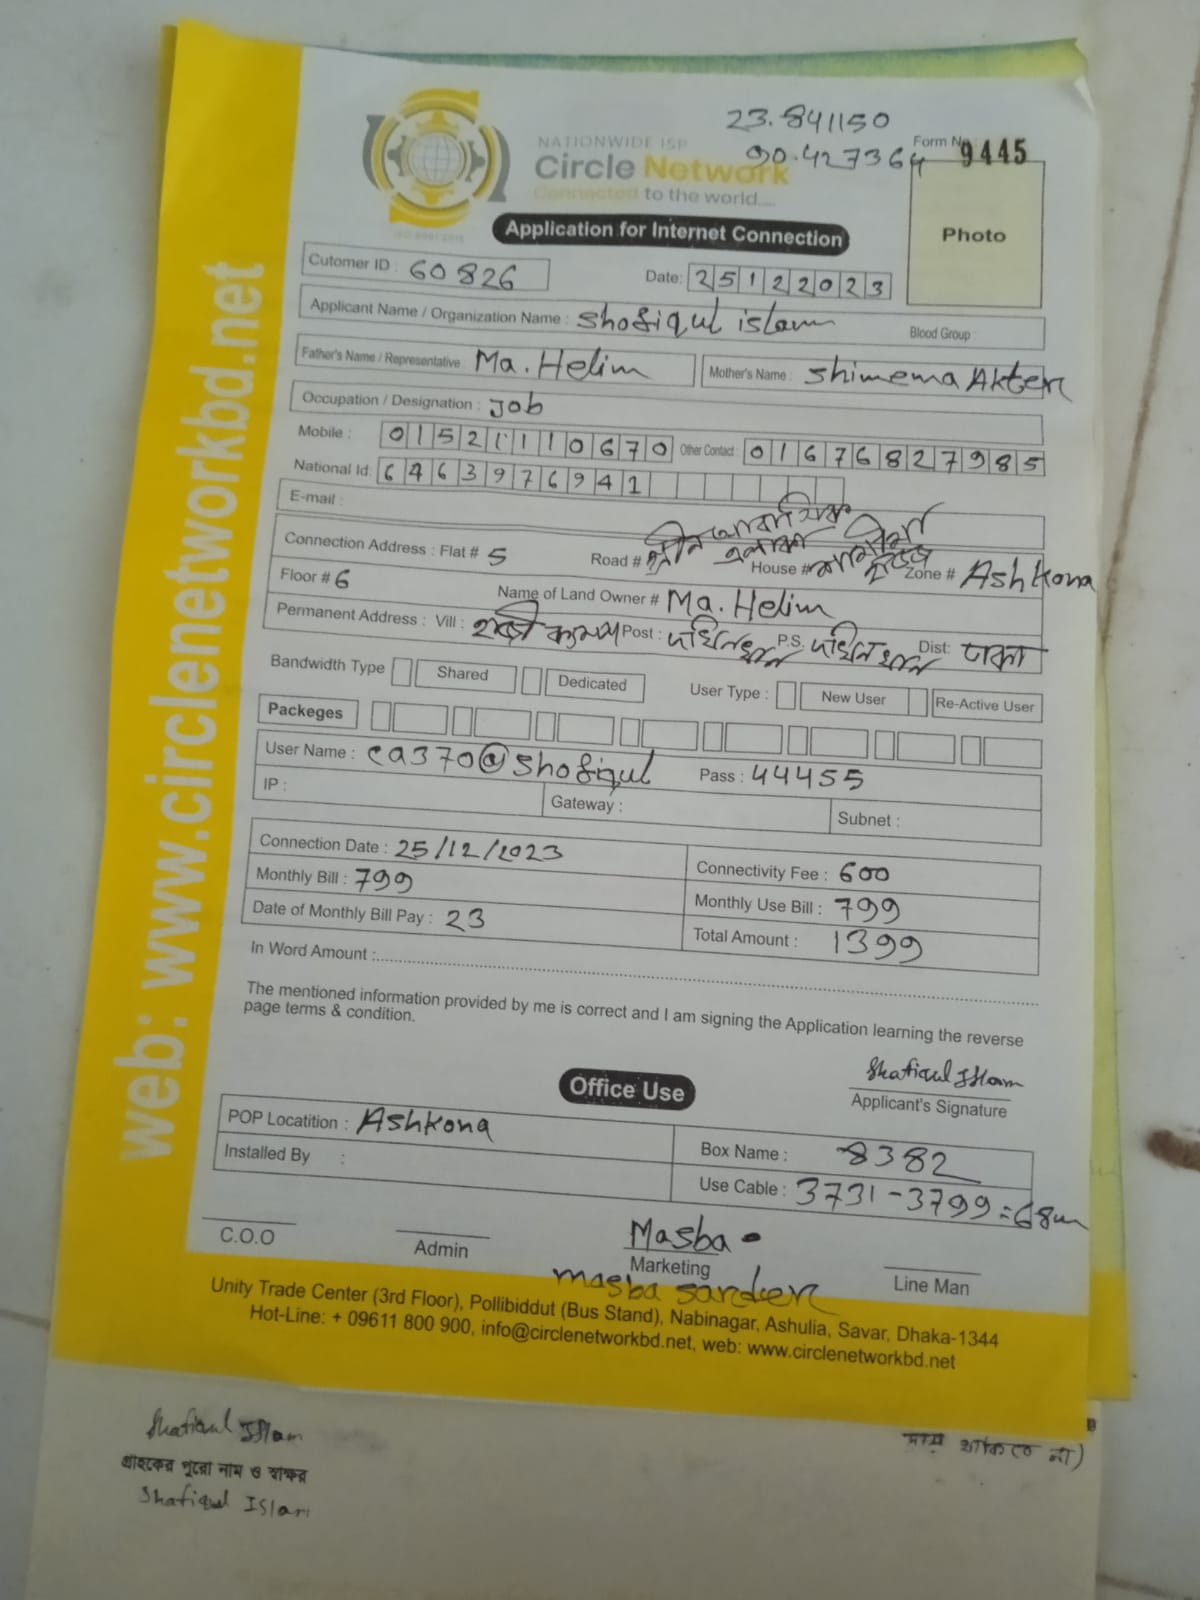 23.841150
90.427364
NATIONWIDE ISP
Circle Network
Connected to the world....
ISO 9001:2015
Form No 9445
Photo
Application for Internet Connection
Cutomer ID : 60826
Date: 25122023
Applicant Name / Organization Name : Shofiqul islam
Blood Group
Father's Name / Representative : Ma. Helim
Mother's Name : Shimema Akter
Occupation / Designation : Job
Mobile : 01521110670 Other Contact : 01676827985
National Id: 6463976941
E-mail :
Connection Address : Flat # 5 Road # House # Zone # Ashkona
Floor # 6 Name of Land Owner # Ma. Helim
Permanent Address : Vill : Post : দক্ষিনখান P.S. দক্ষিনখান Dist: ঢাকা
Bandwidth Type Shared Dedicated User Type : New User Re-Active User
Packeges
User Name : ca370@shofiqul Pass : 44455
IP : Gateway : Subnet :
Connection Date : 25/12/2023
Connectivity Fee : 600
Monthly Bill : 799
Monthly Use Bill : 799
Date of Monthly Bill Pay : 23
Total Amount : 1399
In Word Amount :
The mentioned information provided by me is correct and I am signing the Application learning the reverse
page terms & condition.
Shafiqul Islam
Applicant's Signature
Office Use
POP Locatition : Ashkona
Box Name : 8382
Installed By :
Use Cable : 3731-3799=68m
C.O.O
Admin
Masba
Marketing
masba sarder
Line Man
Unity Trade Center (3rd Floor), Pollibiddut (Bus Stand), Nabinagar, Ashulia, Savar, Dhaka-1344
Hot-Line: + 09611 800 900, info@circlenetworkbd.net, web: www.circlenetworkbd.net
web: www.circlenetworkbd.net
Shafiqul Islam
গ্রাহকের পুরো নাম ও স্বাক্ষর
Shafiqul Islam
থাকবে না)